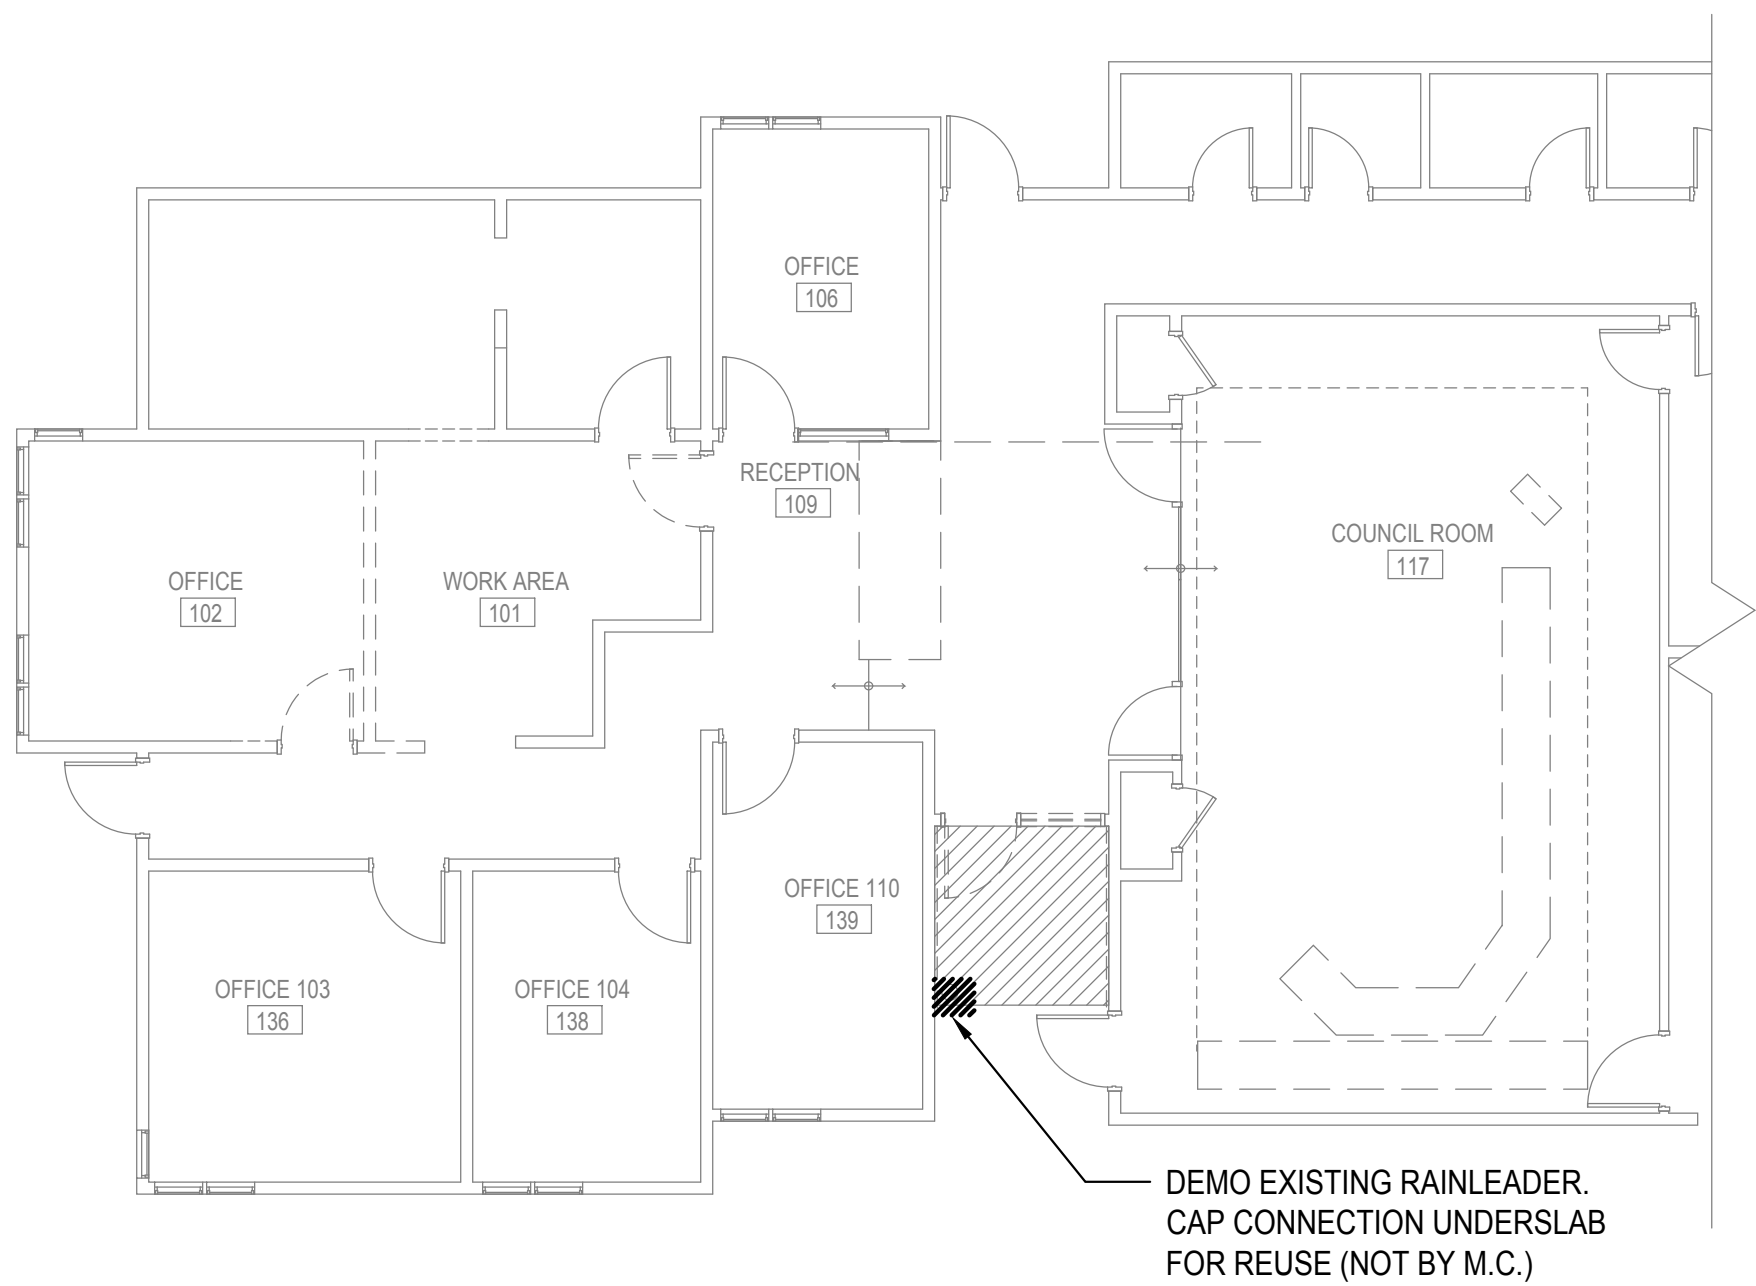 OFFICE
106
RECEPTION
109
COUNCIL ROOM
117
OFFICE
102
WORK AREA
101
OFFICE 110
139
OFFICE 103
136
OFFICE 104
138
DEMO EXISTING RAINLEADER.
CAP CONNECTION UNDERSLAB
FOR REUSE (NOT BY M.C.)